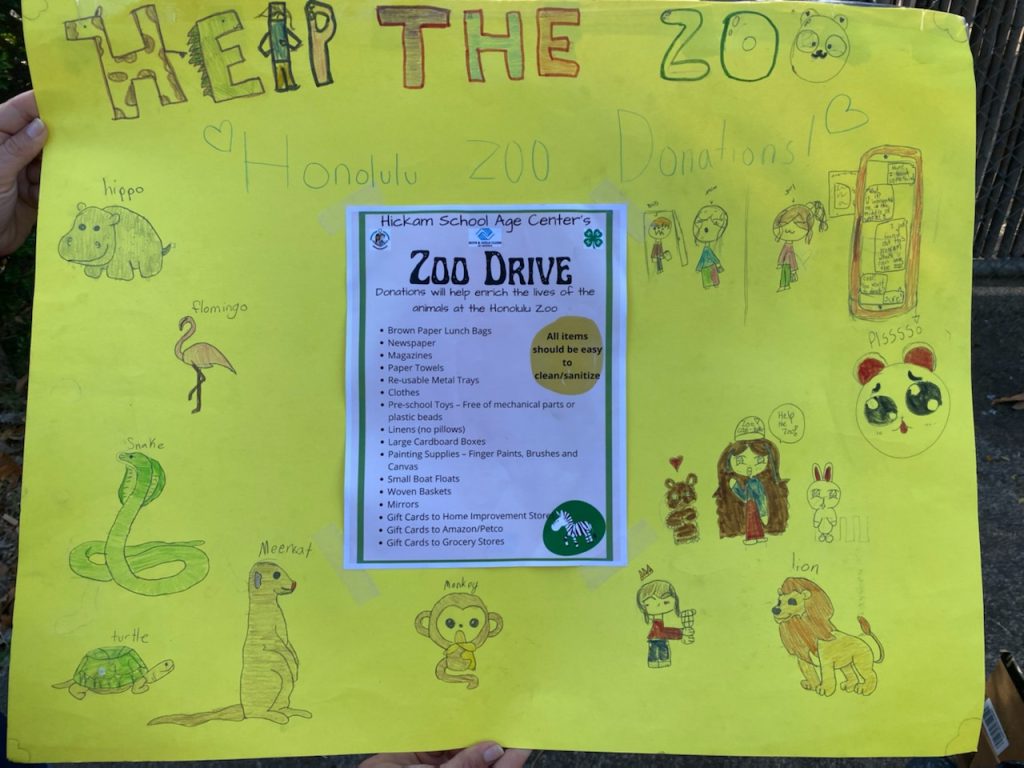 HELP THE ZOO
Honolulu ZOO Donations!
hippo
flamingo
Snake
Meerkat
turtle
Monkey
lion
Hickam School Age Center's
ZOO DRIVE
Donations will help enrich the lives of the
animals at the Honolulu Zoo
• Brown Paper Lunch Bags
• Newspaper
• Magazines
• Paper Towels
• Re-usable Metal Trays
• Clothes
• Pre-school Toys – Free of mechanical parts or
plastic beads
• Linens (no pillows)
• Large Cardboard Boxes
• Painting Supplies – Finger Paints, Brushes and
Canvas
• Small Boat Floats
• Woven Baskets
• Mirrors
• Gift Cards to Home Improvement Store
• Gift Cards to Amazon/Petco
• Gift Cards to Grocery Stores
All items
should be easy
to
clean/sanitize
Plsssso
Help
the
Zoo!